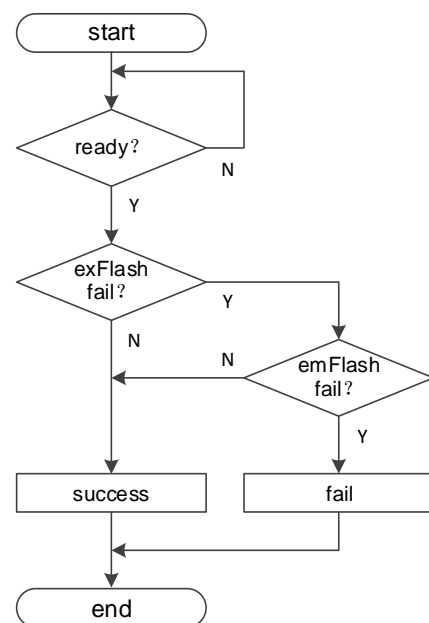 start
ready?
N
Y
exFlash
fail?
Y
N
N
emFlash
fail?
Y
success
fail
end